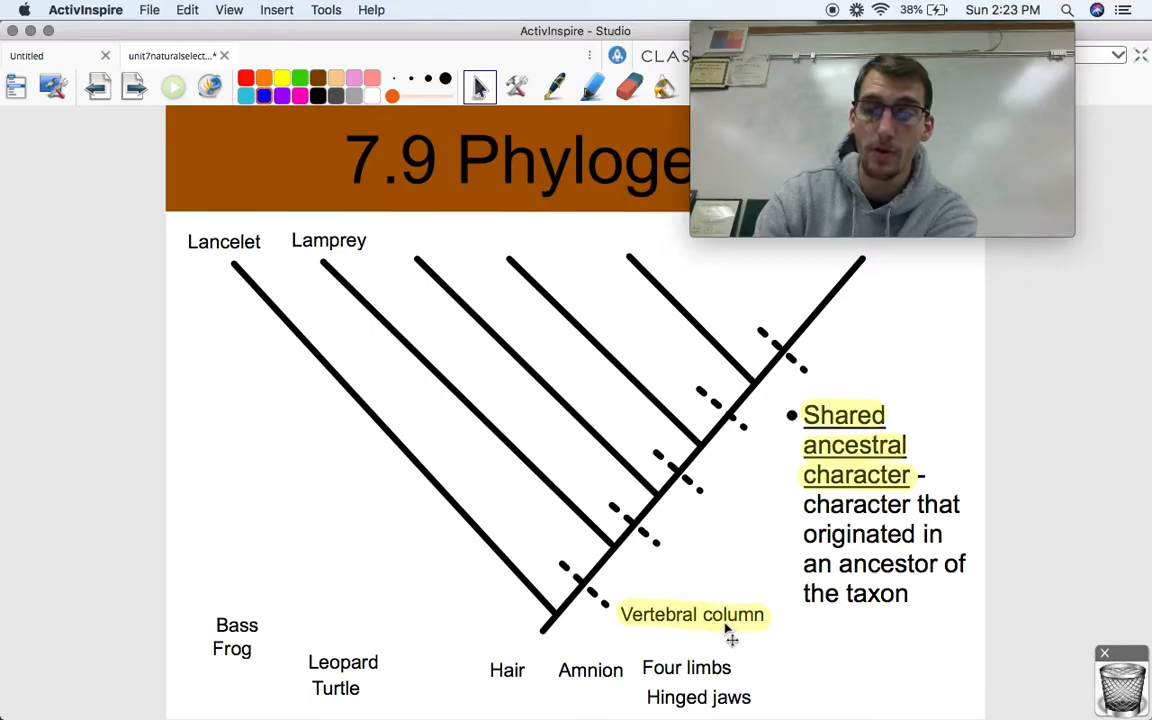 ActivInspire File Edit View Insert Tools Help 38% Sun 2:23 PM
ActivInspire - Studio
Untitled unit7naturalselect...* CLAS
7.9 Phyloge
Lancelet Lamprey
Shared
ancestral
character -
character that
originated in
an ancestor of
the taxon
Vertebral column
Bass
Frog
Leopard
Turtle
Hair Amnion Four limbs
Hinged jaws